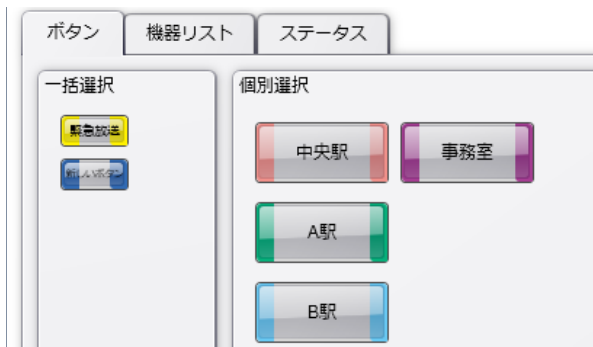 ボタン
機器リスト
ステータス
一括選択
緊急放送
新しいボタン
個別選択
中央駅
事務室
A駅
B駅